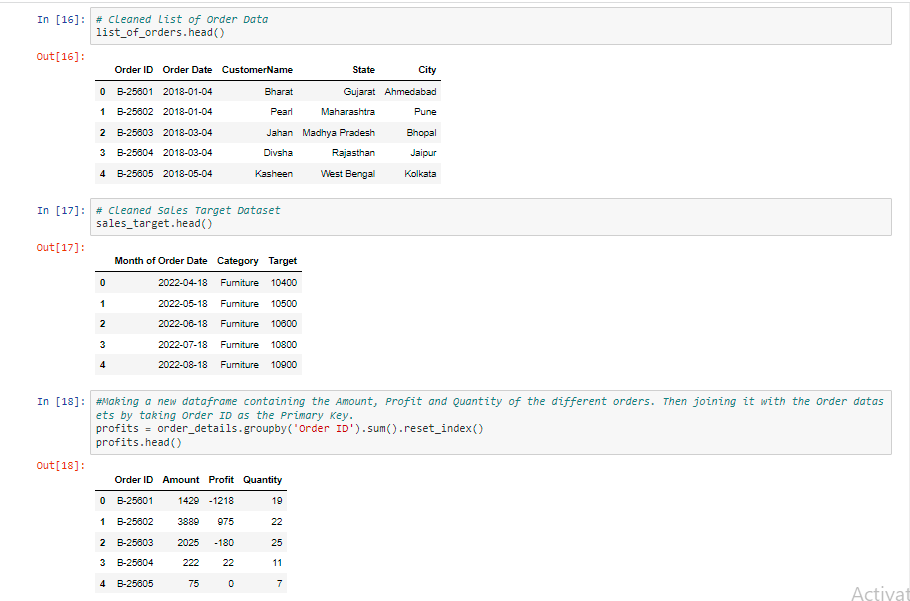 In [16]: # Cleaned list of Order Data
list_of_orders.head()
Out[16]:
Order ID Order Date CustomerName State City
0 B-25601 2018-01-04 Bharat Gujarat Ahmedabad
1 B-25602 2018-01-04 Pearl Maharashtra Pune
2 B-25603 2018-03-04 Jahan Madhya Pradesh Bhopal
3 B-25604 2018-03-04 Divsha Rajasthan Jaipur
4 B-25605 2018-05-04 Kasheen West Bengal Kolkata
In [17]: # Cleaned Sales Target Dataset
sales_target.head()
Out[17]:
Month of Order Date Category Target
0 2022-04-18 Furniture 10400
1 2022-05-18 Furniture 10500
2 2022-06-18 Furniture 10600
3 2022-07-18 Furniture 10800
4 2022-08-18 Furniture 10900
In [18]: #Making a new dataframe containing the Amount, Profit and Quantity of the different orders. Then joining it with the Order datas
ets by taking Order ID as the Primary Key.
profits = order_details.groupby('Order ID').sum().reset_index()
profits.head()
Out[18]:
Order ID Amount Profit Quantity
0 B-25601 1429 -1218 19
1 B-25602 3889 975 22
2 B-25603 2025 -180 25
3 B-25604 222 22 11
4 B-25605 75 0 7
Activat